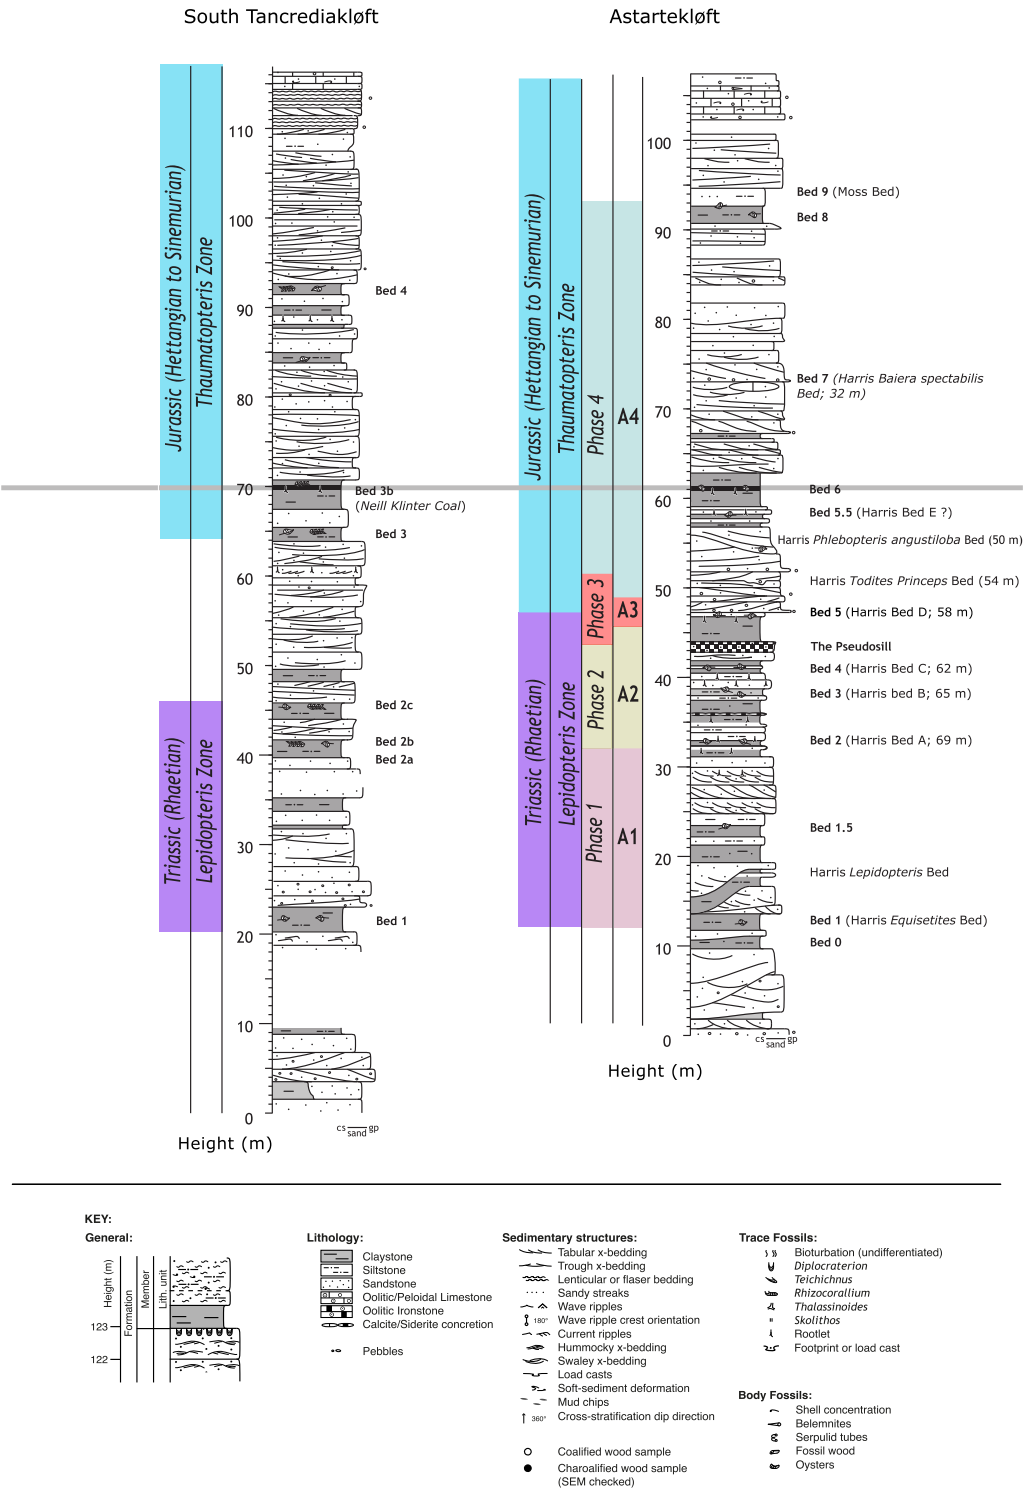 South Tancrediakløft
Astartekløft
Jurassic (Hettangian to Sinemurian)
Thaumatopteris Zone
Triassic (Rhaetian)
Lepidopteris Zone
110
100
90
80
70
60
50
40
30
20
10
0
Bed 4
Bed 3b
(Neill Klinter Coal)
Bed 3
Bed 2c
Bed 2b
Bed 2a
Bed 1
cs sand gp
Height (m)
Jurassic (Hettangian to Sinemurian)
Thaumatopteris Zone
Triassic (Rhaetian)
Lepidopteris Zone
Phase 4
Phase 3
Phase 2
Phase 1
A4
A3
A2
A1
100
90
80
70
60
50
40
30
20
10
0
Bed 9 (Moss Bed)
Bed 8
Bed 7 (Harris Baiera spectabilis
Bed; 32 m)
Bed 6
Bed 5.5 (Harris Bed E ?)
Harris Phlebopteris angustiloba Bed (50 m)
Harris Todites Princeps Bed (54 m)
Bed 5 (Harris Bed D; 58 m)
The Pseudosill
Bed 4 (Harris Bed C; 62 m)
Bed 3 (Harris bed B; 65 m)
Bed 2 (Harris Bed A; 69 m)
Bed 1.5
Harris Lepidopteris Bed
Bed 1 (Harris Equisetites Bed)
Bed 0
cs sand gp
Height (m)
KEY:
General:
Height (m)
Formation
Member
Lith. unit
123
122
Lithology:
Claystone
Siltstone
Sandstone
Oolitic/Peloidal Limestone
Oolitic Ironstone
Calcite/Siderite concretion
Pebbles
Sedimentary structures:
Tabular x-bedding
Trough x-bedding
Lenticular or flaser bedding
Sandy streaks
Wave ripples
180° Wave ripple crest orientation
Current ripples
Hummocky x-bedding
Swaley x-bedding
Load casts
Soft-sediment deformation
Mud chips
360° Cross-stratification dip direction
Coalified wood sample
Charoalified wood sample
(SEM checked)
Trace Fossils:
Bioturbation (undifferentiated)
Diplocraterion
Teichichnus
Rhizocorallium
Thalassinoides
Skolithos
Rootlet
Footprint or load cast
Body Fossils:
Shell concentration
Belemnites
Serpulid tubes
Fossil wood
Oysters